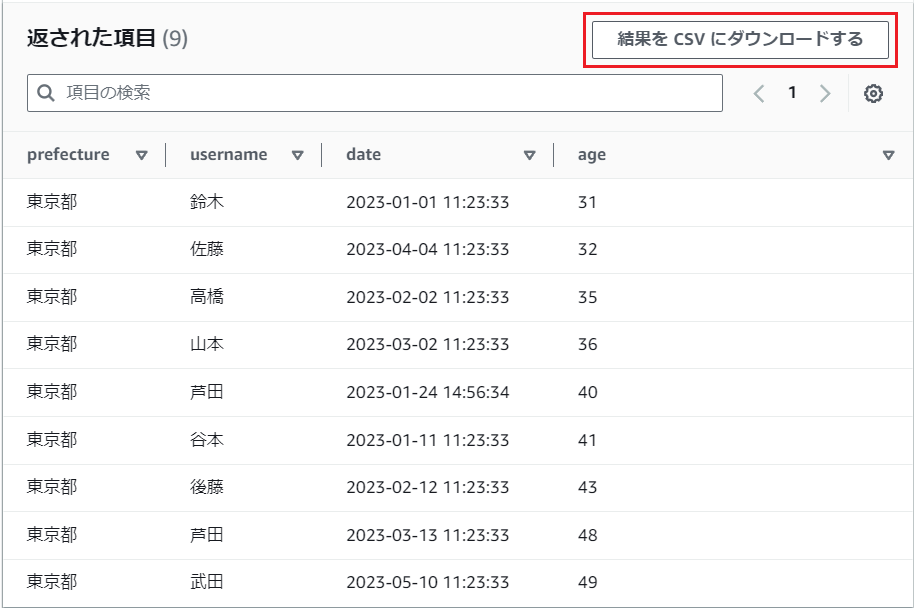 返された項目 (9) 結果を CSV にダウンロードする
項目の検索 1
prefecture username date age
東京都 鈴木 2023-01-01 11:23:33 31
東京都 佐藤 2023-04-04 11:23:33 32
東京都 高橋 2023-02-02 11:23:33 35
東京都 山本 2023-03-02 11:23:33 36
東京都 芦田 2023-01-24 14:56:34 40
東京都 谷本 2023-01-11 11:23:33 41
東京都 後藤 2023-02-12 11:23:33 43
東京都 芦田 2023-03-13 11:23:33 48
東京都 武田 2023-05-10 11:23:33 49